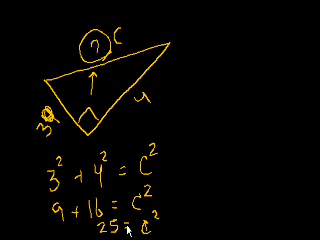 ? C
3
4
3² + 4² = C²
9 + 16 = C²
25 = C²